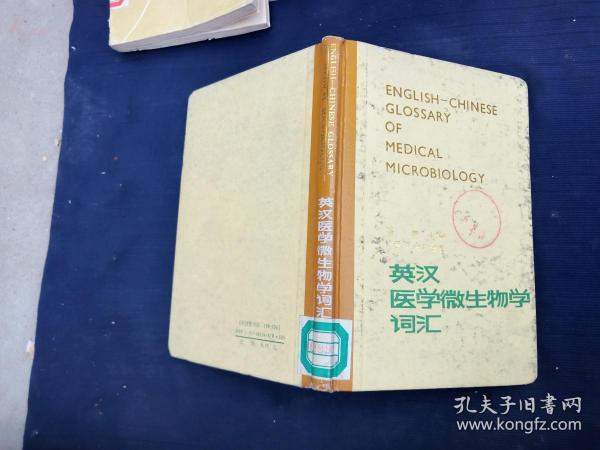 ENGLISH-CHINESE
GLOSSARY
OF
MEDICAL
MICROBIOLOGY
英汉
医学微生物学
词汇
ENGLISH-CHINESE GLOSSARY
英汉医学微生物学词汇
孔夫子旧书网
www.kongfz.com